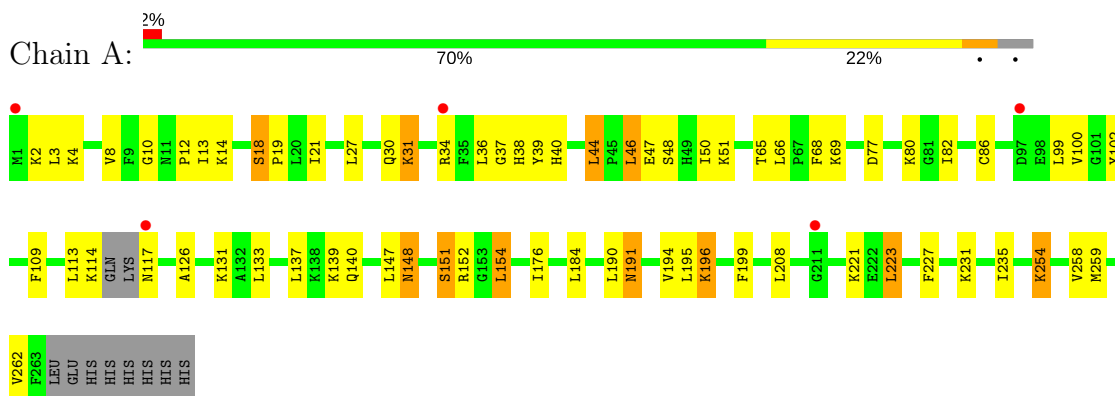 2%
Chain A:
70% 22% • •
M1 K2 L3 K4 V8 F9 G10 N11 P12 I13 K14 S18 P19 L20 I21 L27 Q30 K31 R34 F35 L36 G37 H38 Y39 H40 L44 P45 L46 E47 S48 H49 I50 K51 T65 L66 P67 F68 K69 D77 K80 G81 I82 C86 D97 E98 L99 V100 G101 Y102
F109 L113 K114 GLN LYS N117 A126 K131 A132 L133 L137 K138 K139 Q140 L147 N148 S151 R152 G153 L154 I176 L184 L190 N191 V194 L195 K196 F199 L208 G211 K221 E222 L223 F227 K231 I235 K254 V258 M259
V262 F263 LEU GLU HIS HIS HIS HIS HIS HIS